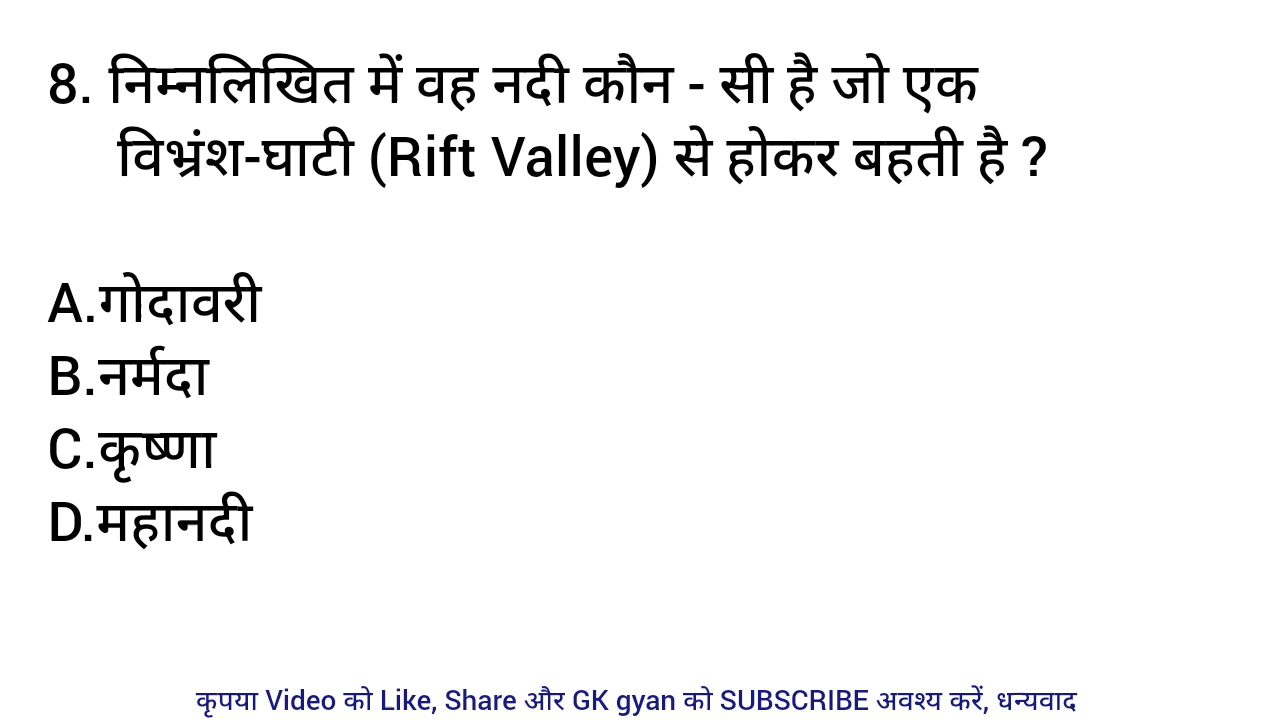 8. निम्नलिखित में वह नदी कौन - सी है जो एक
विभ्रंश-घाटी (Rift Valley) से होकर बहती है ?
A.गोदावरी
B.नर्मदा
C.कृष्णा
D.महानदी
कृपया Video को Like, Share और GK gyan को SUBSCRIBE अवश्य करें, धन्यवाद